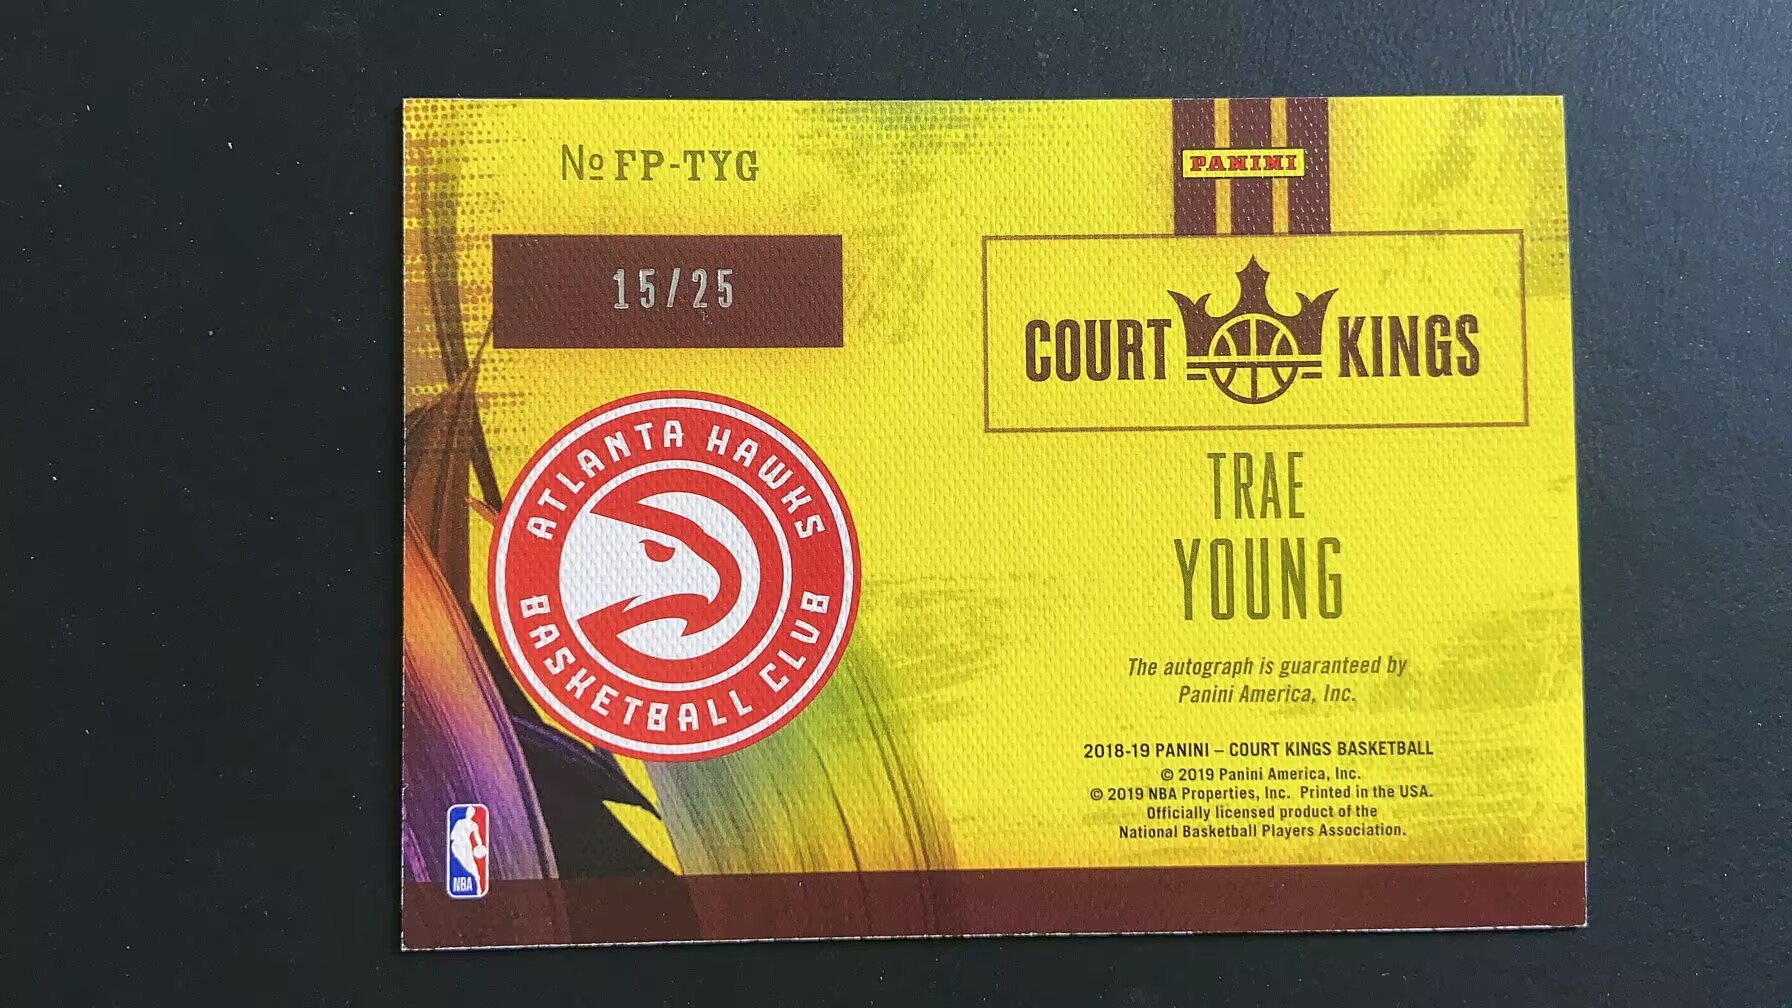 Nº FP-TYG
15/25
ATLANTA HAWKS
BASKETBALL CLUB
NBA
PANINI
COURT KINGS
TRAE
YOUNG
The autograph is guaranteed by
Panini America, Inc.
2018-19 PANINI – COURT KINGS BASKETBALL
© 2019 Panini America, Inc.
© 2019 NBA Properties, Inc. Printed in the USA.
Officially licensed product of the
National Basketball Players Association.